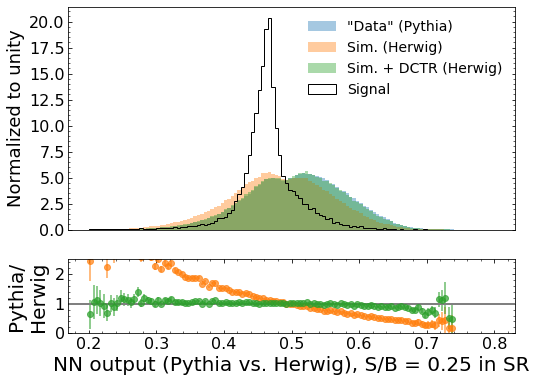 "Data" (Pythia)
Sim. (Herwig)
Sim. + DCTR (Herwig)
Signal
Normalized to unity
20.0
17.5
15.0
12.5
10.0
7.5
5.0
2.5
0.0
Pythia/
Herwig
2
1
0
0.2 0.3 0.4 0.5 0.6 0.7 0.8
NN output (Pythia vs. Herwig), S/B = 0.25 in SR